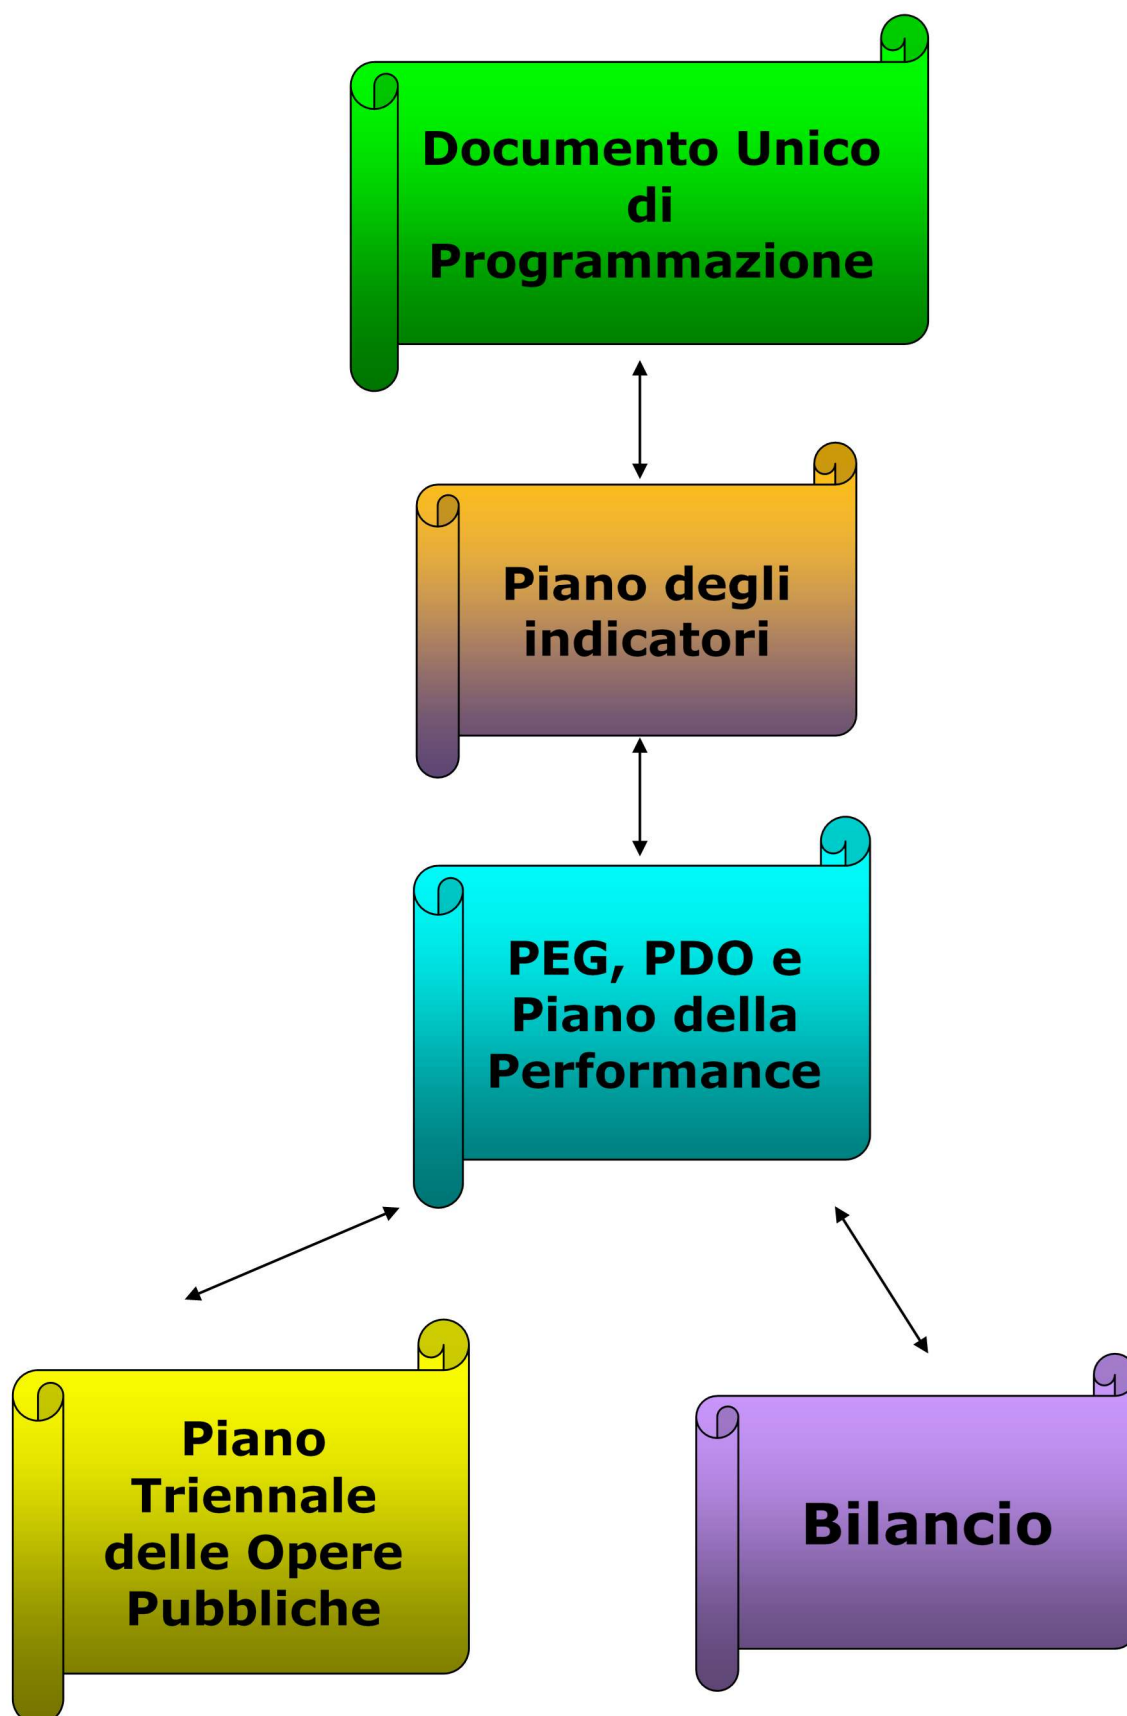 Documento Unico
di
Programmazione
Piano degli
indicatori
PEG, PDO e
Piano della
Performance
Piano
Triennale
delle Opere
Pubbliche
Bilancio